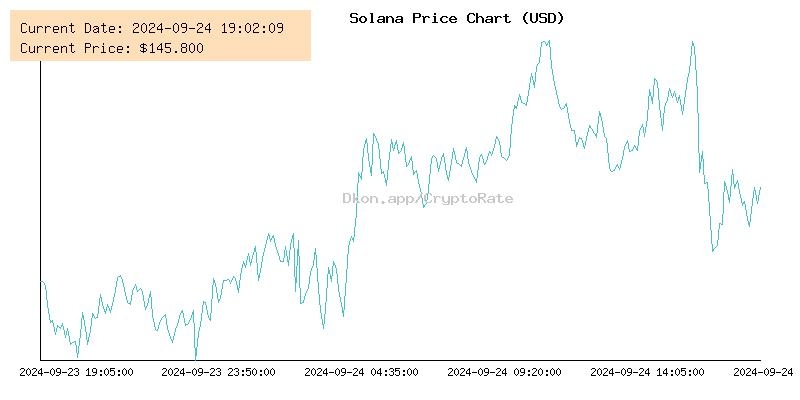 Solana Price Chart (USD)
Current Date: 2024-09-24 19:02:09
Current Price: $145.800
Dkon.app/CryptoRate
2024-09-23 19:05:00
2024-09-23 23:50:00
2024-09-24 04:35:00
2024-09-24 09:20:00
2024-09-24 14:05:00
2024-09-24